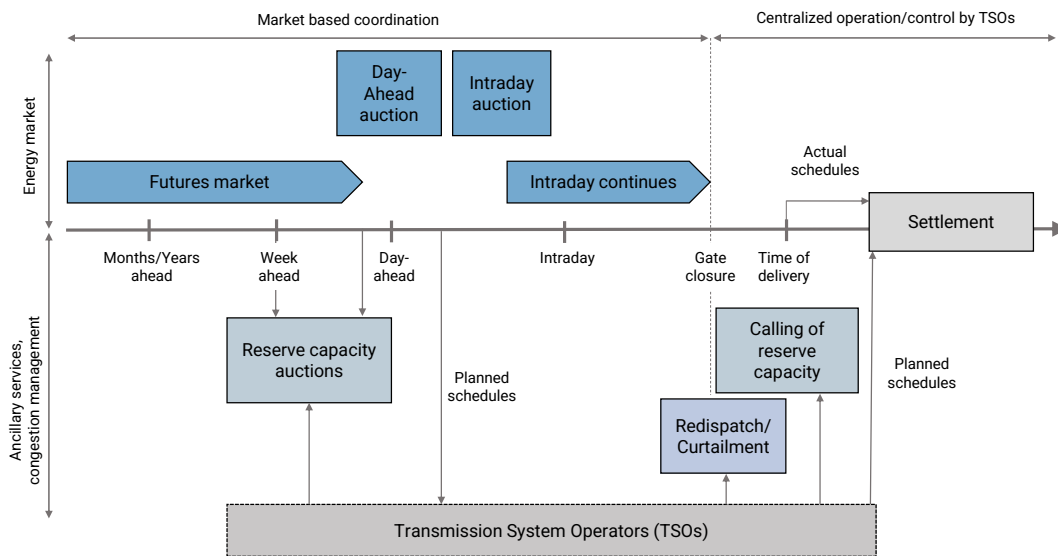 Market based coordination
Centralized operation/control by TSOs
Energy market
Day-
Ahead
auction
Intraday
auction
Futures market
Intraday continues
Actual
schedules
Settlement
Months/Years
ahead
Week
ahead
Day-
ahead
Intraday
Gate
closure
Time of
delivery
Ancillary services,
congestion management
Reserve capacity
auctions
Planned
schedules
Calling of
reserve
capacity
Planned
schedules
Redispatch/
Curtailment
Transmission System Operators (TSOs)